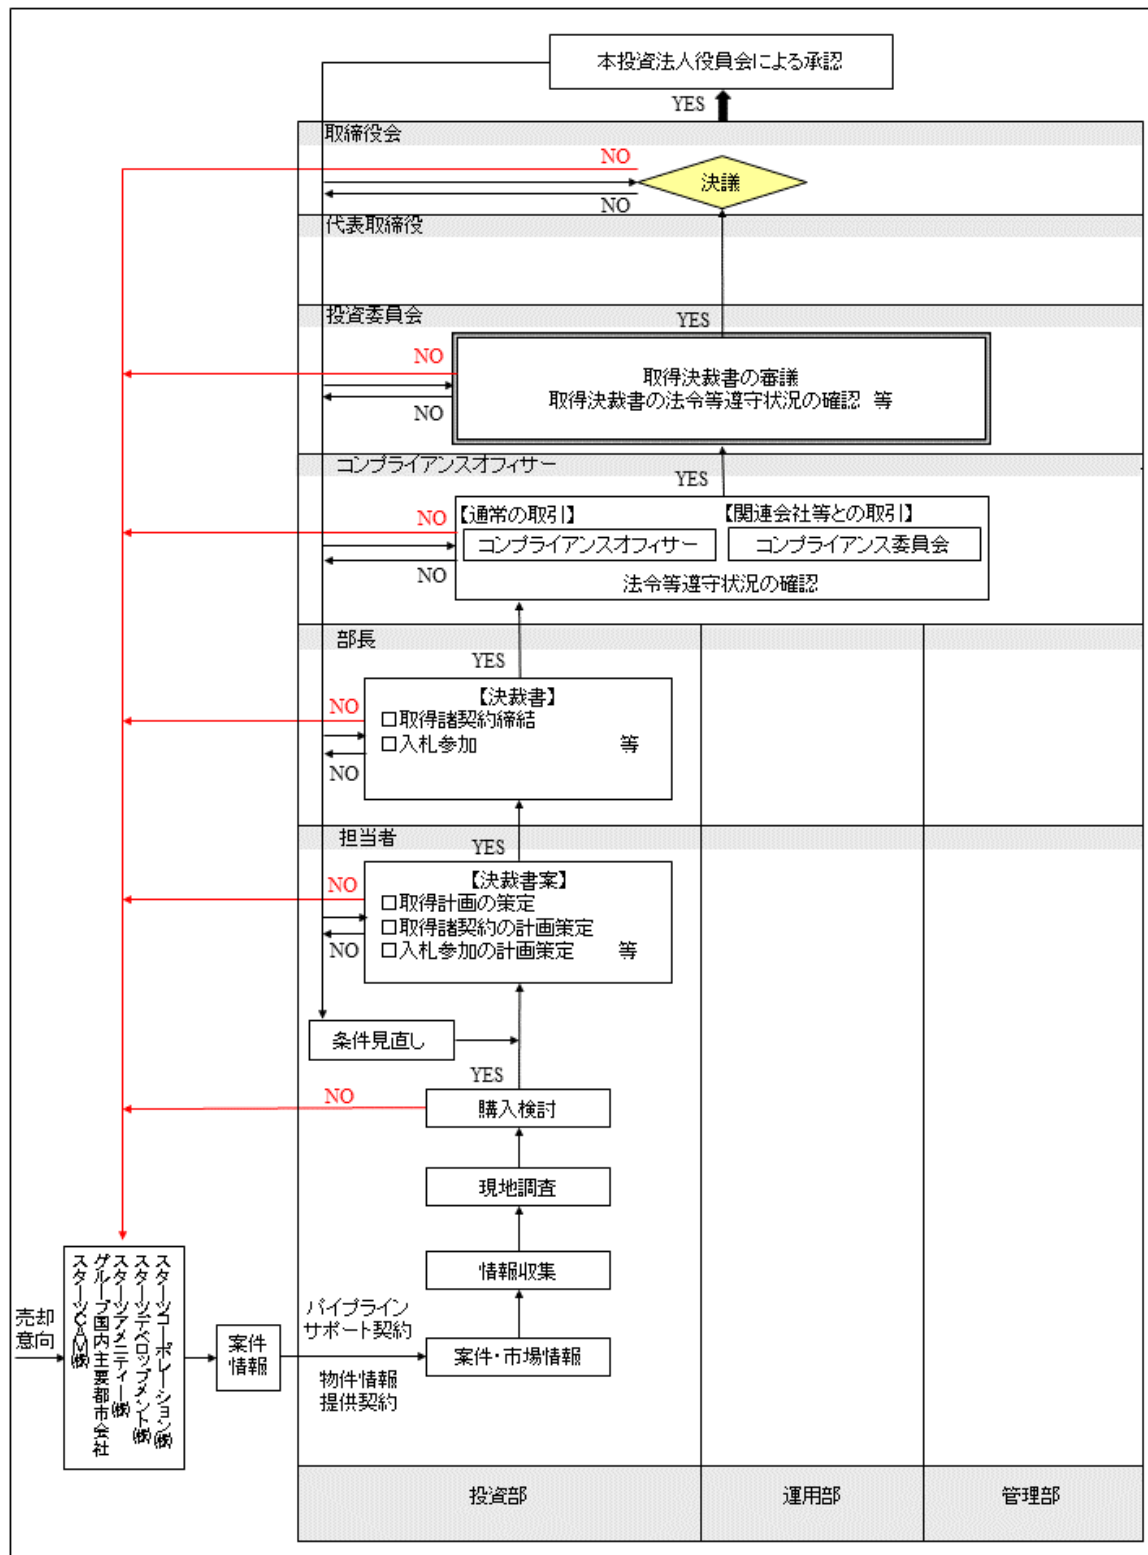 本投資法人役員会による承認
YES
取締役会
NO
決議
NO
代表取締役
投資委員会
YES
NO
取得決裁書の審議
取得決裁書の法令等遵守状況の確認 等
NO
コンプライアンスオフィサー
YES
NO
【通常の取引】
【関連会社等との取引】
コンプライアンスオフィサー
コンプライアンス委員会
NO
法令等遵守状況の確認
部長
YES
【決裁書】
NO
□取得諸契約締結
□入札参加 等
NO
担当者
YES
【決裁書案】
NO
□取得計画の策定
□取得諸契約の計画策定
□入札参加の計画策定 等
NO
条件見直し
YES
NO
購入検討
現地調査
情報収集
スターツコーポレーション㈱
スターツデベロップメント㈱
スターツアメニティー㈱
グループ国内主要都市会社
スターツCAM㈱
売却
意向
案件
情報
パイプライン
サポート契約
物件情報
提供契約
案件・市場情報
投資部
運用部
管理部